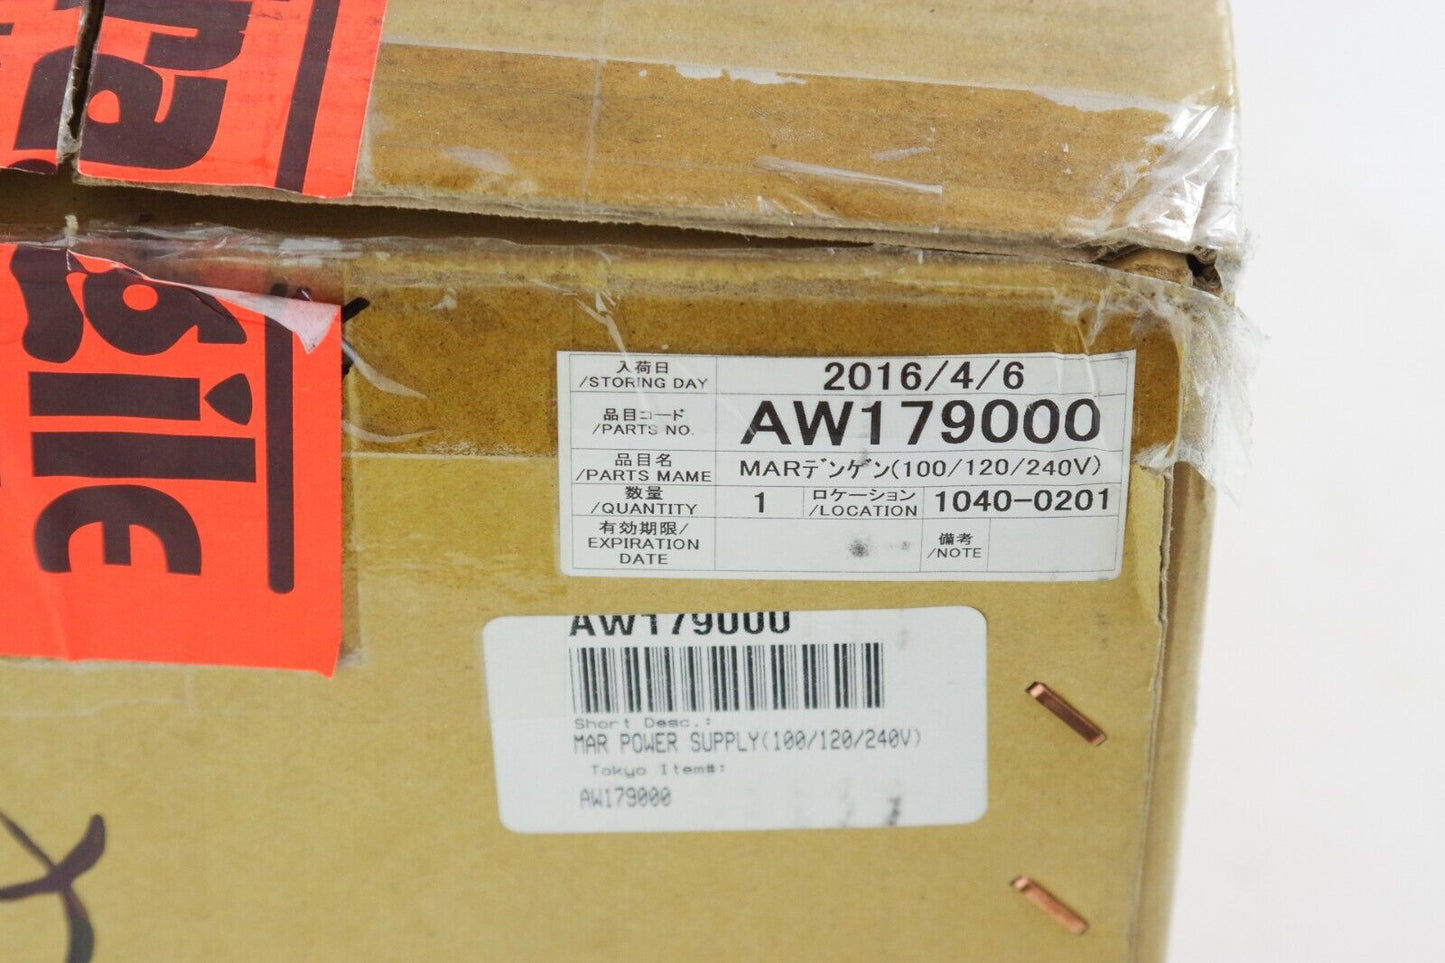 ra
gile
入荷日
/STORING DAY
2016/4/6
品目コード
/PARTS NO.
AW179000
品目名
/PARTS MAME
MARデンゲン(100/120/240V)
数量
/QUANTITY
1
ロケーション
/LOCATION
1040-0201
有効期限/
EXPIRATION
DATE
備考
/NOTE
AW179000
Short Desc.:
MAR POWER SUPPLY(100/120/240V)
Tokyo Item#:
AW179000